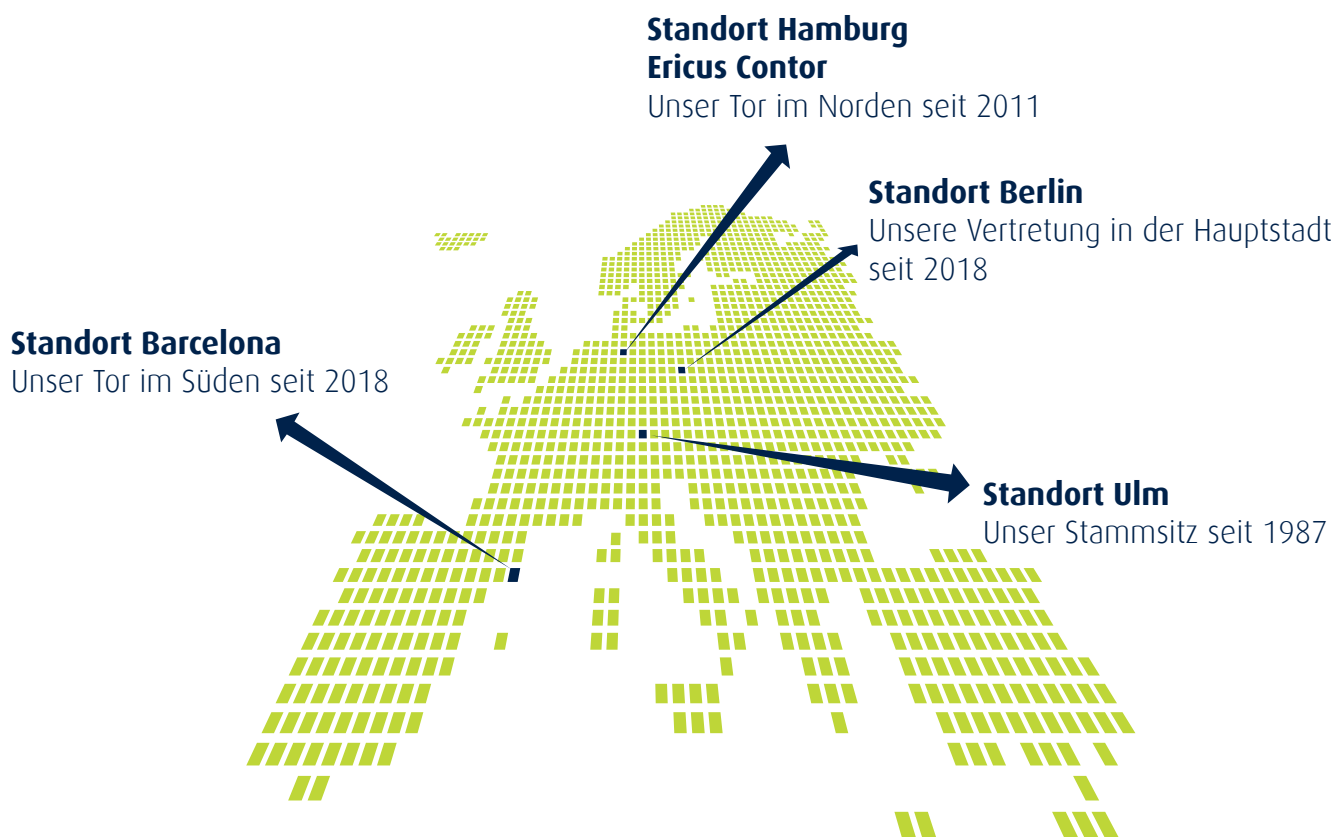 Standort Hamburg
Ericus Contor
Unser Tor im Norden seit 2011
Standort Berlin
Unsere Vertretung in der Hauptstadt
seit 2018
Standort Barcelona
Unser Tor im Süden seit 2018
Standort Ulm
Unser Stammsitz seit 1987